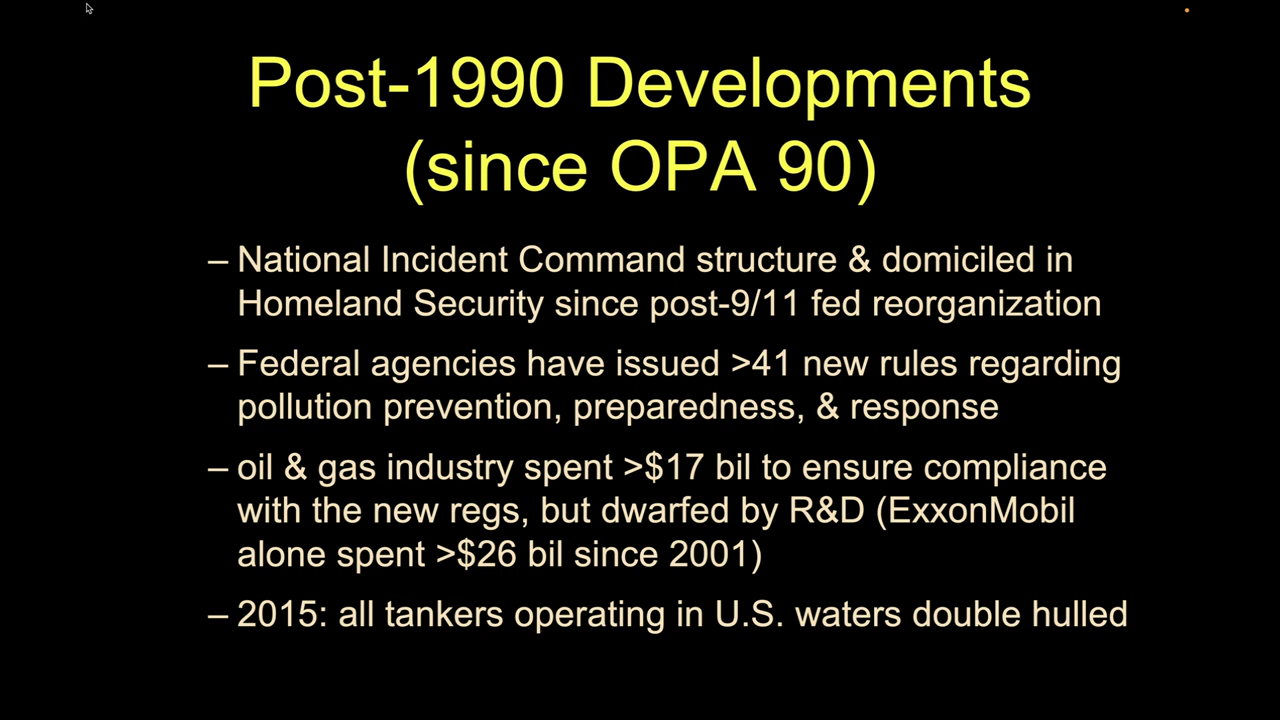 Post-1990 Developments
(since OPA 90)
– National Incident Command structure & domiciled in
Homeland Security since post-9/11 fed reorganization
– Federal agencies have issued >41 new rules regarding
pollution prevention, preparedness, & response
– oil & gas industry spent >$17 bil to ensure compliance
with the new regs, but dwarfed by R&D (ExxonMobil
alone spent >$26 bil since 2001)
– 2015: all tankers operating in U.S. waters double hulled